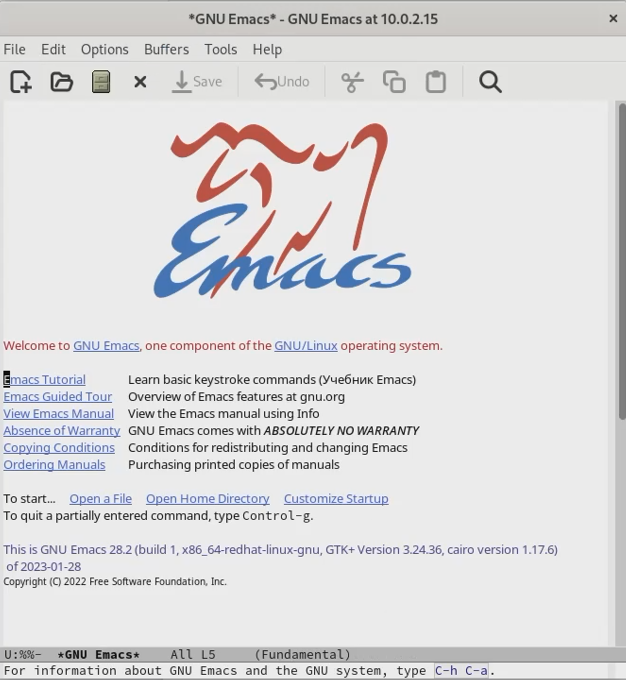 *GNU Emacs* - GNU Emacs at 10.0.2.15 ×
File Edit Options Buffers Tools Help
Save Undo
Emacs
Welcome to GNU Emacs, one component of the GNU/Linux operating system.
Emacs Tutorial Learn basic keystroke commands (Учебник Emacs)
Emacs Guided Tour Overview of Emacs features at gnu.org
View Emacs Manual View the Emacs manual using Info
Absence of Warranty GNU Emacs comes with ABSOLUTELY NO WARRANTY
Copying Conditions Conditions for redistributing and changing Emacs
Ordering Manuals Purchasing printed copies of manuals
To start... Open a File Open Home Directory Customize Startup
To quit a partially entered command, type Control-g.
This is GNU Emacs 28.2 (build 1, x86_64-redhat-linux-gnu, GTK+ Version 3.24.36, cairo version 1.17.6)
of 2023-01-28
Copyright (C) 2022 Free Software Foundation, Inc.
U:%%- *GNU Emacs* All L5 (Fundamental)
For information about GNU Emacs and the GNU system, type C-h C-a.